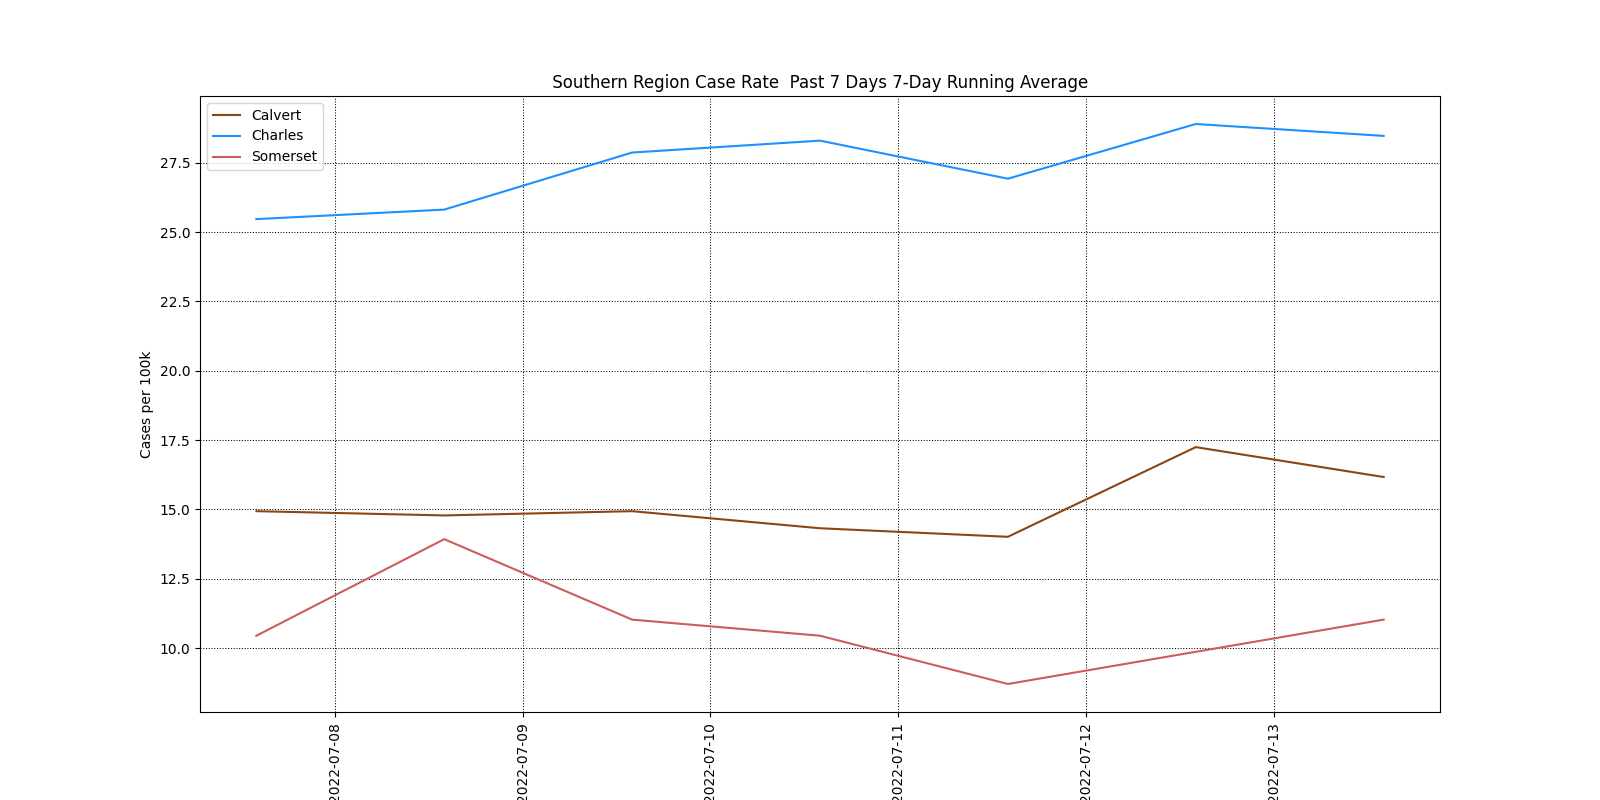 Southern Region Case Rate  Past 7 Days 7-Day Running Average
Calvert
Charles
Somerset
Cases per 100k
27.5
25.0
22.5
20.0
17.5
15.0
12.5
10.0
2022-07-08
2022-07-09
2022-07-10
2022-07-11
2022-07-12
2022-07-13